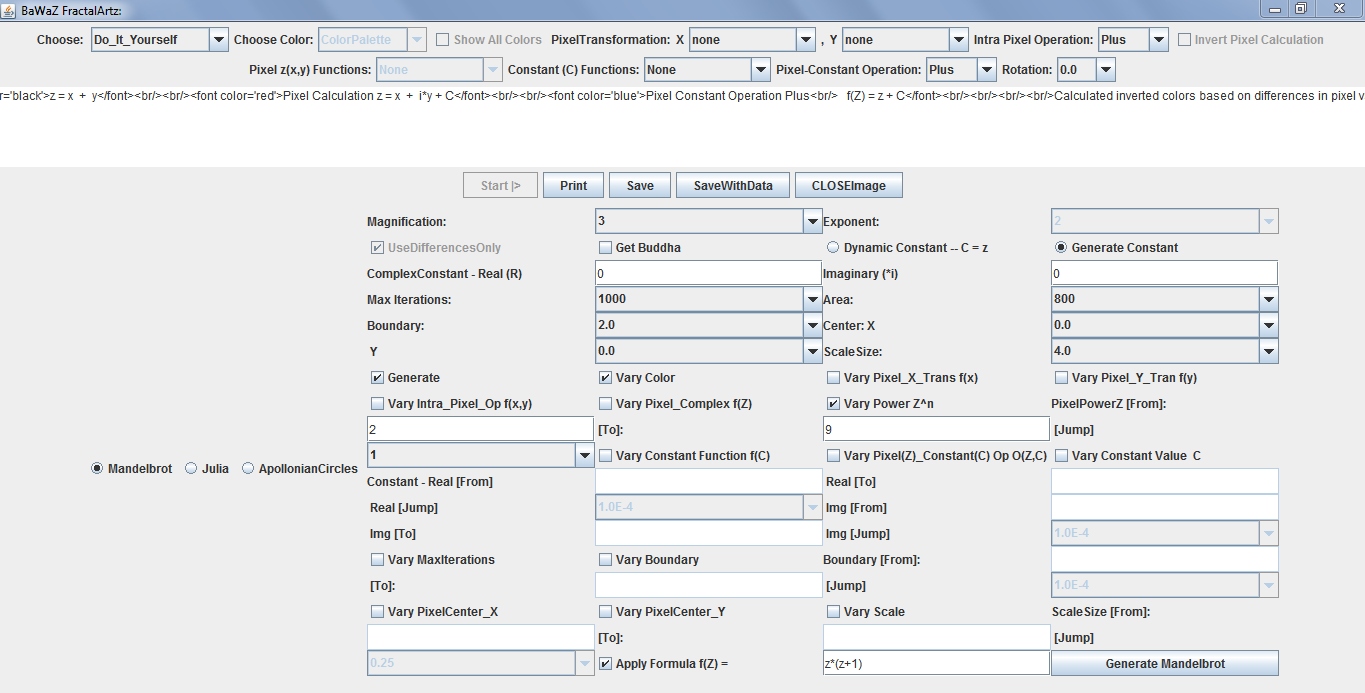 BaWaZ FractalArtz:
Choose: Do_It_Yourself Choose Color: ColorPalette Show All Colors PixelTransformation: X none , Y none Intra Pixel Operation: Plus Invert Pixel Calculation
Pixel z(x,y) Functions: None Constant (C) Functions: None Pixel-Constant Operation: Plus Rotation: 0.0
r='black'>z = x + y</font><br/><br/><font color='red'>Pixel Calculation z = x + i*y + C</font><br/><br/><font color='blue'>Pixel Constant Operation Plus<br/> f(Z) = z + C</font><br/><br/><br/><br/>Calculated inverted colors based on differences in pixel v
Start |> Print Save SaveWithData CLOSEImage
Magnification: 3 Exponent: 2
UseDifferencesOnly Get Buddha Dynamic Constant -- C = z Generate Constant
ComplexConstant - Real (R) 0 Imaginary (*i) 0
Max Iterations: 1000 Area: 800
Boundary: 2.0 Center: X 0.0
Y 0.0 ScaleSize: 4.0
Generate Vary Color Vary Pixel_X_Trans f(x) Vary Pixel_Y_Tran f(y)
Vary Intra_Pixel_Op f(x,y) Vary Pixel_Complex f(Z) Vary Power Z^n PixelPowerZ [From]:
2 [To]: 9 [Jump]
1 Vary Constant Function f(C) Vary Pixel(Z)_Constant(C) Op O(Z,C) Vary Constant Value C
Mandelbrot Julia ApollonianCircles
Constant - Real [From] Real [To]
Real [Jump] 1.0E-4 Img [From]
Img [To] Img [Jump] 1.0E-4
Vary MaxIterations Vary Boundary Boundary [From]:
[To]: [Jump] 1.0E-4
Vary PixelCenter_X Vary PixelCenter_Y Vary Scale ScaleSize [From]:
[To]: [Jump]
0.25 Apply Formula f(Z) = z*(z+1) Generate Mandelbrot